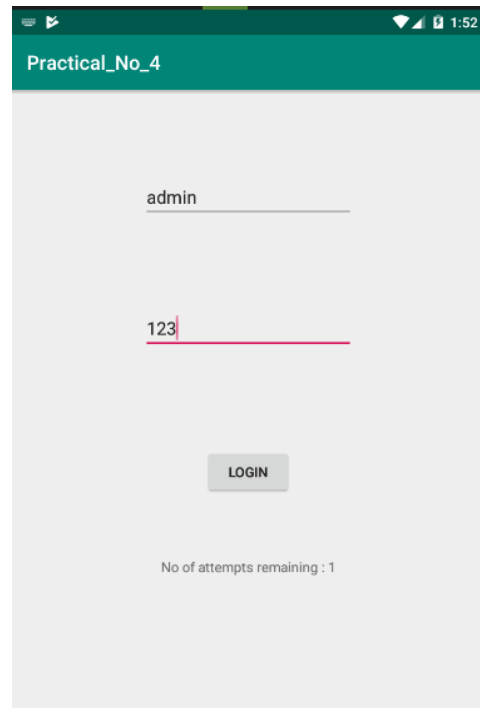 1:52
Practical_No_4
admin
123
LOGIN
No of attempts remaining : 1